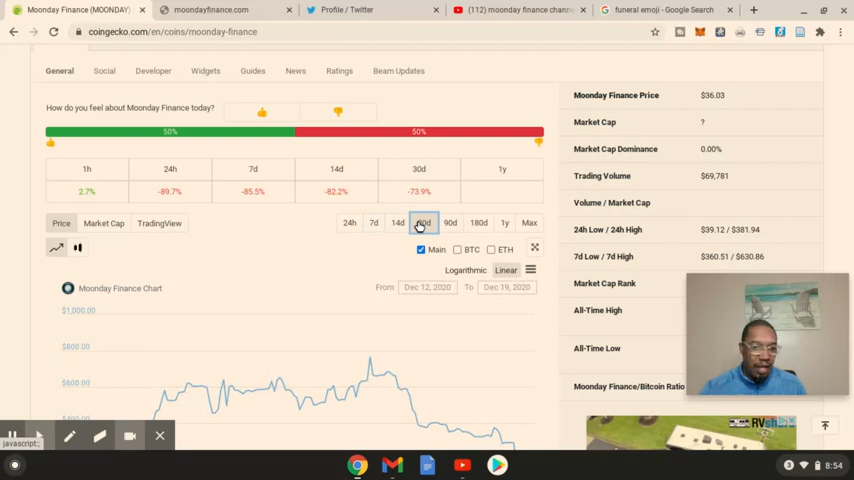 Moonday Finance (MOONDAY)
moondayfinance.com
Profile / Twitter
(112) moonday finance chann
funeral emoji - Google Search
coingecko.com/en/coins/moonday-finance
General Social Developer Widgets Guides News Ratings Beam Updates
How do you feel about Moonday Finance today?
50% 50%
1h 24h 7d 14d 30d 1y
2.7% -89.7% -85.5% -82.2% -73.9%
Price Market Cap TradingView 24h 7d 14d 30d 90d 180d 1y Max
Main BTC ETH
Logarithmic Linear
Moonday Finance Chart From Dec 12, 2020 To Dec 19, 2020
$1,000.00
$800.00
$600.00
Moonday Finance Price $36.03
Market Cap ?
Market Cap Dominance 0.00%
Trading Volume $69,781
Volume / Market Cap
24h Low / 24h High $39.12 / $381.94
7d Low / 7d High $360.51 / $630.86
Market Cap Rank
All-Time High
All-Time Low
Moonday Finance/Bitcoin Ratio
RVsh
javascript:;
3 8:54